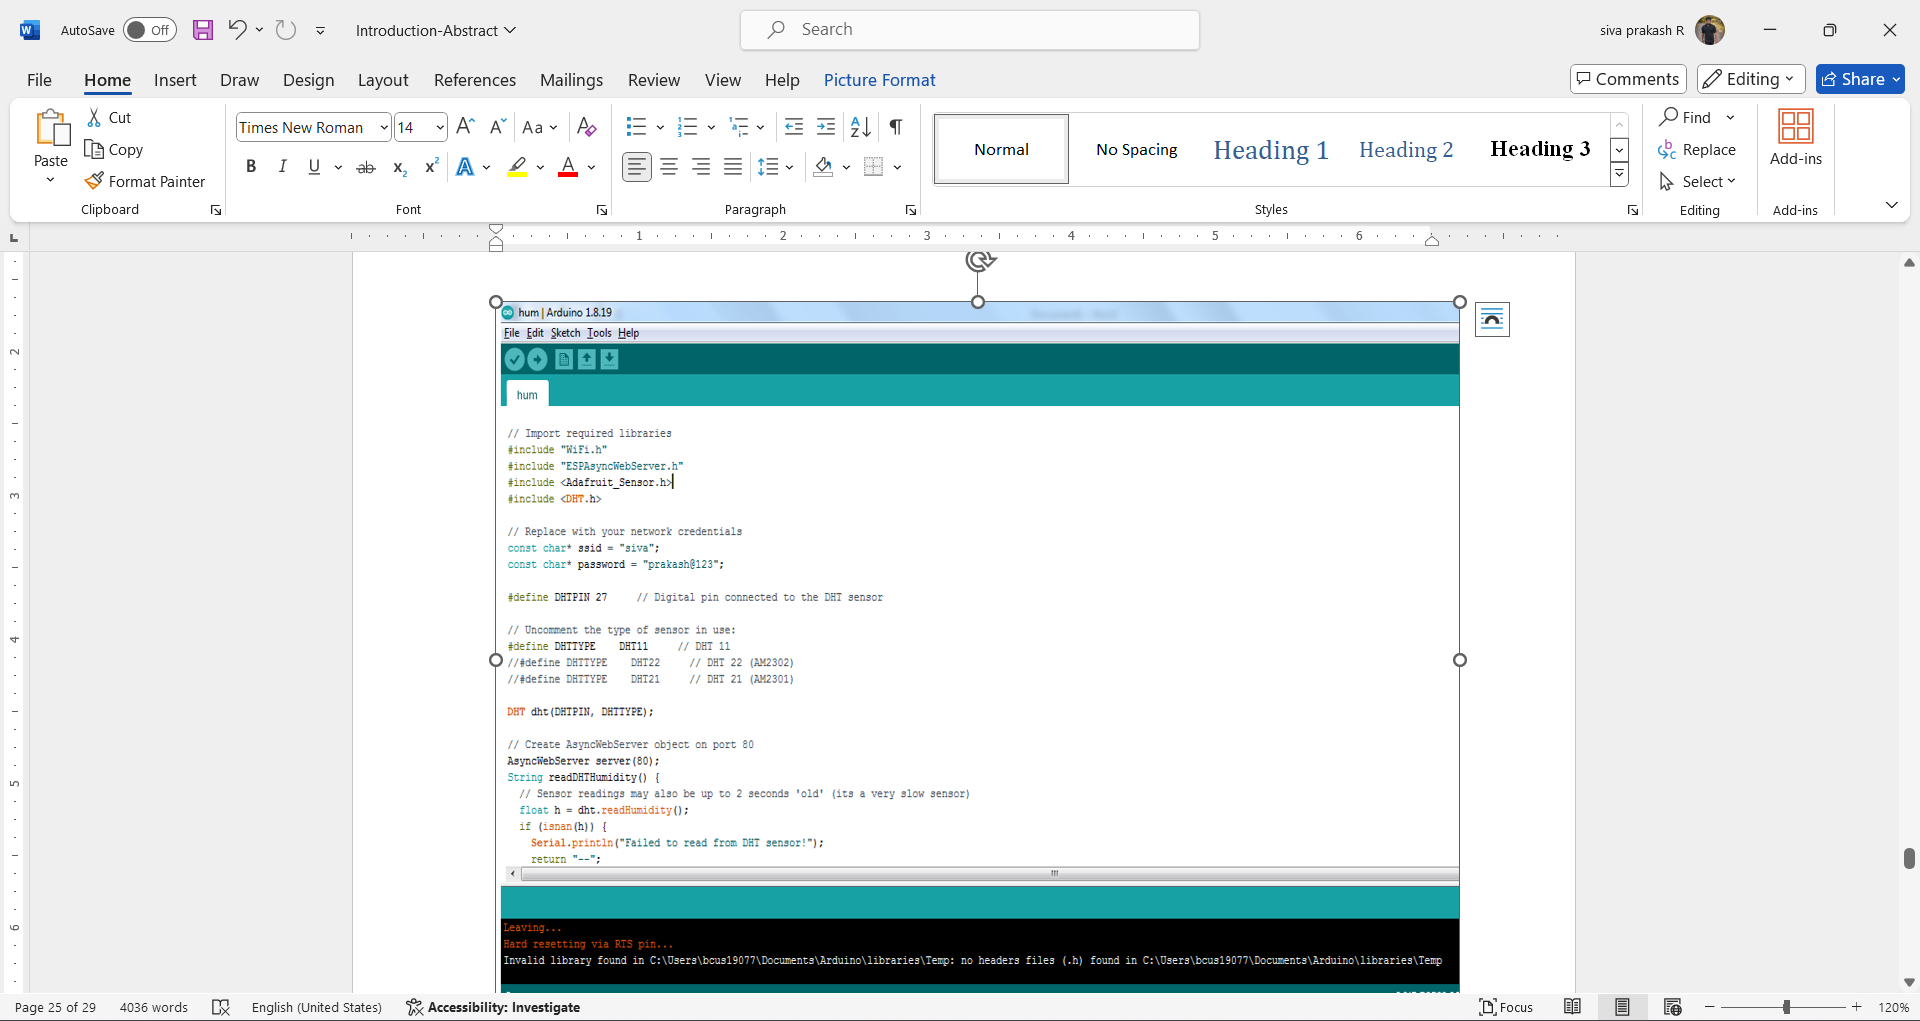 AutoSave Off Introduction-Abstract Search siva prakash R
File Home Insert Draw Design Layout References Mailings Review View Help Picture Format Comments Editing Share
Paste Cut Copy Format Painter Clipboard
Times New Roman 14 Aa
B I U ab x₂ x² A A
Font
Paragraph
Normal No Spacing Heading 1 Heading 2 Heading 3
Styles
Find Replace Select Editing
Add-ins
Add-ins
1 2 3 4 5 6
2
3
4
5
6
hum | Arduino 1.8.19
File Edit Sketch Tools Help
hum
// Import required libraries
#include "WiFi.h"
#include "ESPAsyncWebServer.h"
#include <Adafruit_Sensor.h>
#include <DHT.h>
// Replace with your network credentials
const char* ssid = "siva";
const char* password = "prakash@123";
#define DHTPIN 27     // Digital pin connected to the DHT sensor
// Uncomment the type of sensor in use:
#define DHTTYPE    DHT11     // DHT 11
//#define DHTTYPE    DHT22     // DHT 22 (AM2302)
//#define DHTTYPE    DHT21     // DHT 21 (AM2301)
DHT dht(DHTPIN, DHTTYPE);
// Create AsyncWebServer object on port 80
AsyncWebServer server(80);
String readDHTHumidity() {
  // Sensor readings may also be up to 2 seconds 'old' (its a very slow sensor)
  float h = dht.readHumidity();
  if (isnan(h)) {
    Serial.println("Failed to read from DHT sensor!");
    return "--";
Leaving...
Hard resetting via RTS pin...
Invalid library found in C:\Users\bcus19077\Documents\Arduino\libraries\Temp: no headers files (.h) found in C:\Users\bcus19077\Documents\Arduino\libraries\Temp
Page 25 of 29 4036 words English (United States) Accessibility: Investigate Focus 120%